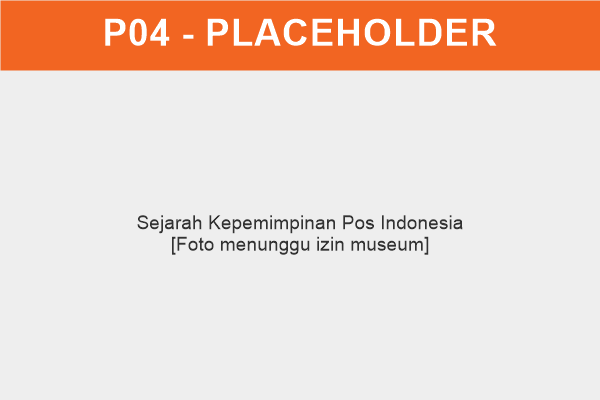 P04 - PLACEHOLDER
Sejarah Kepemimpinan Pos Indonesia
[Foto menunggu izin museum]